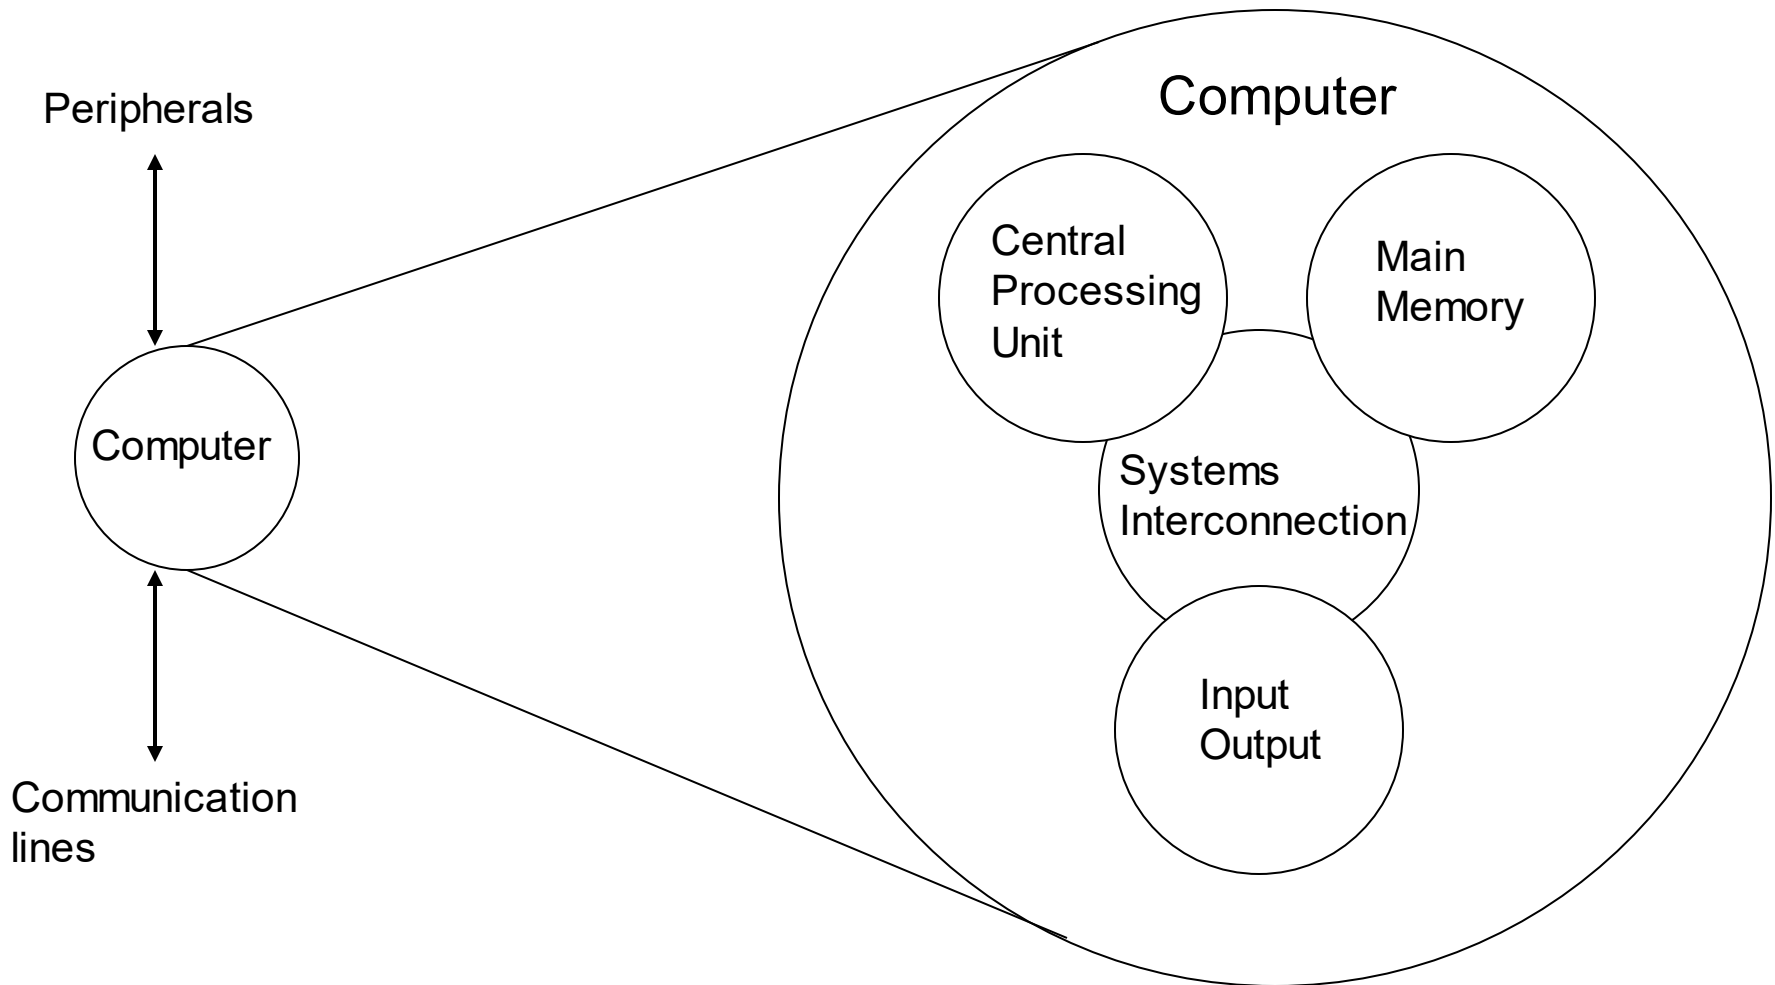 Peripherals
Computer
Communication
lines
Computer
Central
Processing
Unit
Main
Memory
Systems
Interconnection
Input
Output